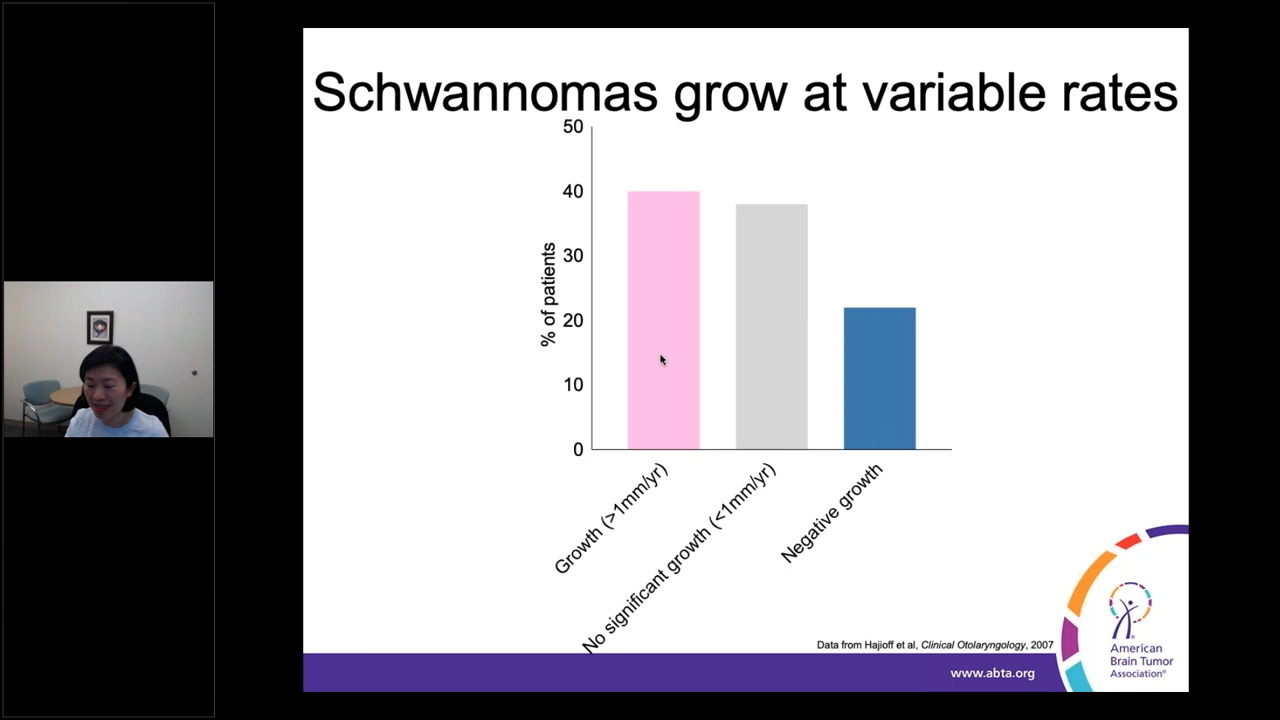 Schwannomas grow at variable rates
50
40
30
20
10
0
% of patients
Growth (>1mm/yr)
No significant growth (<1mm/yr)
Negative growth
Data from Hajioff et al, Clinical Otolaryngology, 2007
www.abta.org
American
Brain Tumor
Association®